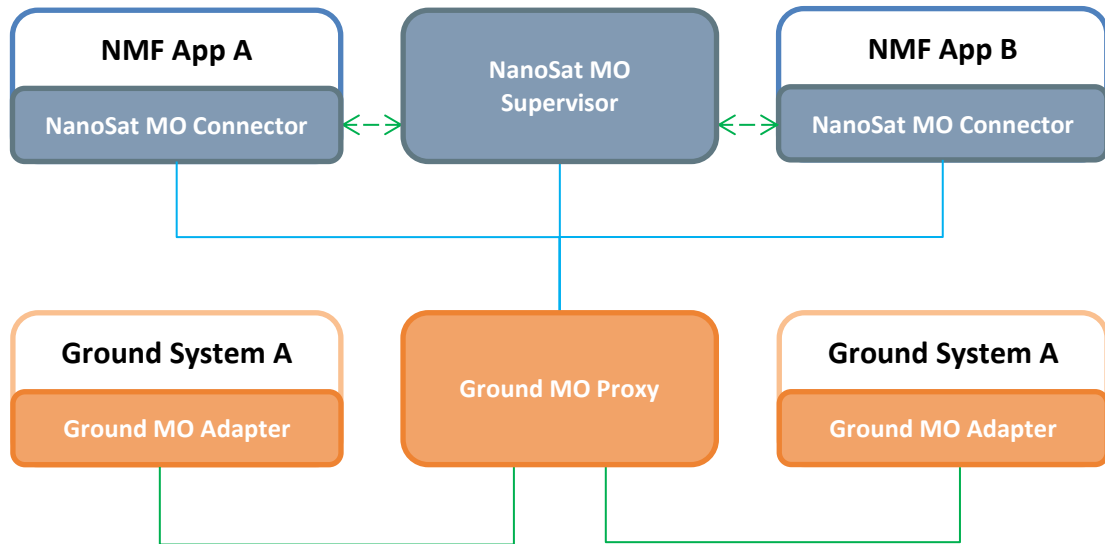 NMF App A
NanoSat MO Connector
NanoSat MO
Supervisor
NMF App B
NanoSat MO Connector
Ground System A
Ground MO Adapter
Ground MO Proxy
Ground System A
Ground MO Adapter